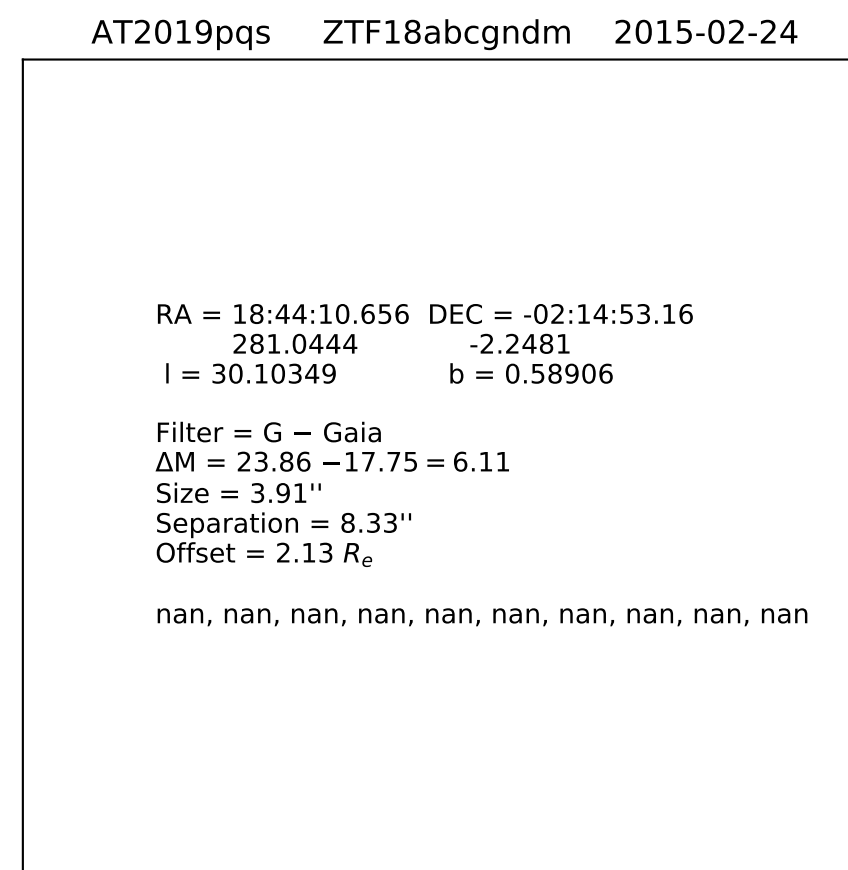 AT2019pqs ZTF18abcgndm 2015-02-24
RA = 18:44:10.656 DEC = -02:14:53.16
281.0444 -2.2481
l = 30.10349 b = 0.58906
Filter = G − Gaia
ΔM = 23.86 −17.75 = 6.11
Size = 3.91''
Separation = 8.33''
Offset = 2.13 Re
nan, nan, nan, nan, nan, nan, nan, nan, nan, nan